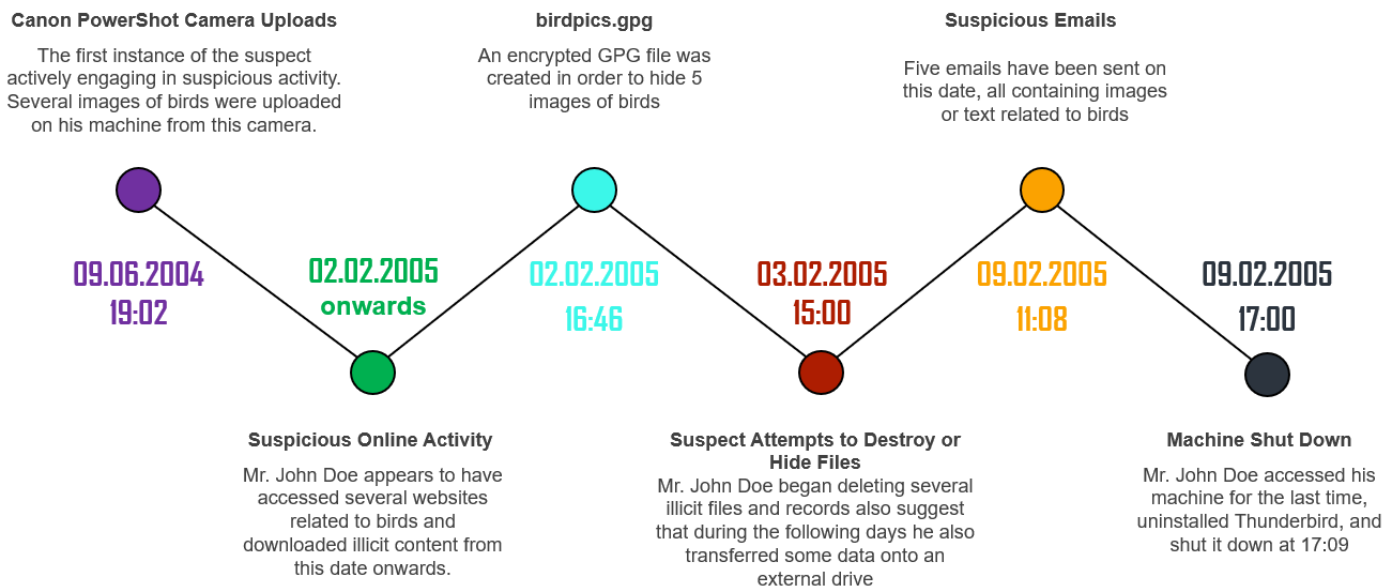 Canon PowerShot Camera Uploads
The first instance of the suspect
actively engaging in suspicious activity.
Several images of birds were uploaded
on his machine from this camera.
birdpics.gpg
An encrypted GPG file was
created in order to hide 5
images of birds
Suspicious Emails
Five emails have been sent on
this date, all containing images
or text related to birds
09.06.2004
19:02
02.02.2005
onwards
02.02.2005
16:46
03.02.2005
15:00
09.02.2005
11:08
09.02.2005
17:00
Suspicious Online Activity
Mr. John Doe appears to have
accessed several websites
related to birds and
downloaded illicit content from
this date onwards.
Suspect Attempts to Destroy or
Hide Files
Mr. John Doe began deleting several
illicit files and records also suggest
that during the following days he also
transferred some data onto an
external drive
Machine Shut Down
Mr. John Doe accessed his
machine for the last time,
uninstalled Thunderbird, and
shut it down at 17:09